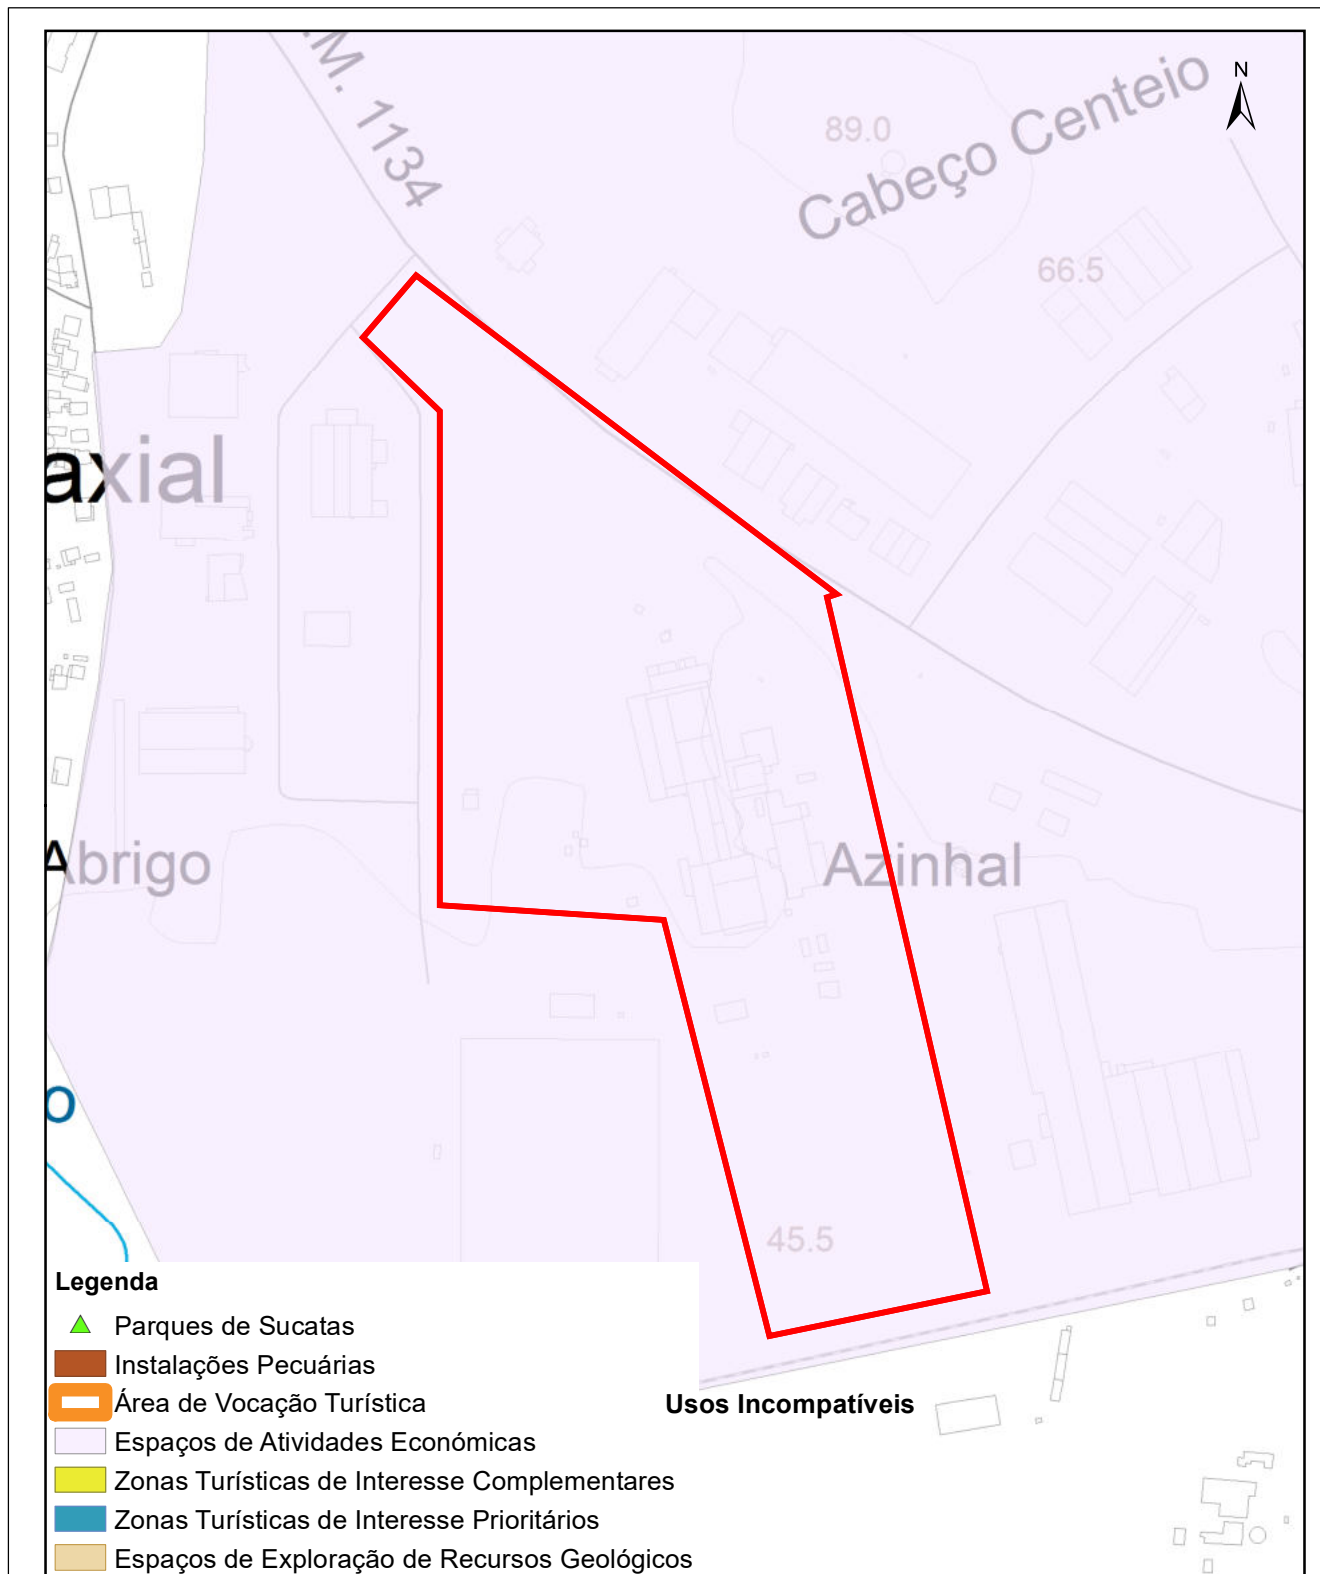 N
.M. 1134
89.0
Cabeço Centeio
66.5
axial
Abrigo
Azinhal
o
45.5
Legenda
Parques de Sucatas
Instalações Pecuárias
Área de Vocação Turística
Usos Incompatíveis
Espaços de Atividades Económicas
Zonas Turísticas de Interesse Complementares
Zonas Turísticas de Interesse Prioritários
Espaços de Exploração de Recursos Geológicos